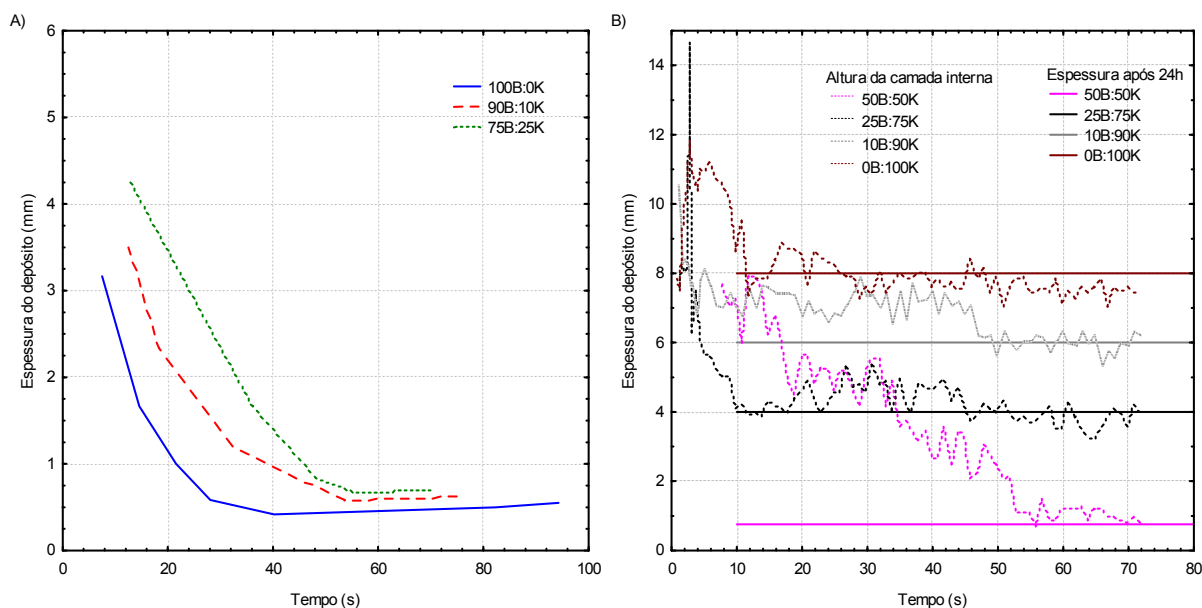 A)
Espessura do depósito (mm)
6
5
4
3
2
1
0
0 20 40 60 80 100
Tempo (s)
100B:0K
90B:10K
75B:25K
B)
Espessura do depósito (mm)
14
12
10
8
6
4
2
0
0 10 20 30 40 50 60 70 80
Tempo (s)
Altura da camada interna
50B:50K
25B:75K
10B:90K
0B:100K
Espessura após 24h
50B:50K
25B:75K
10B:90K
0B:100K